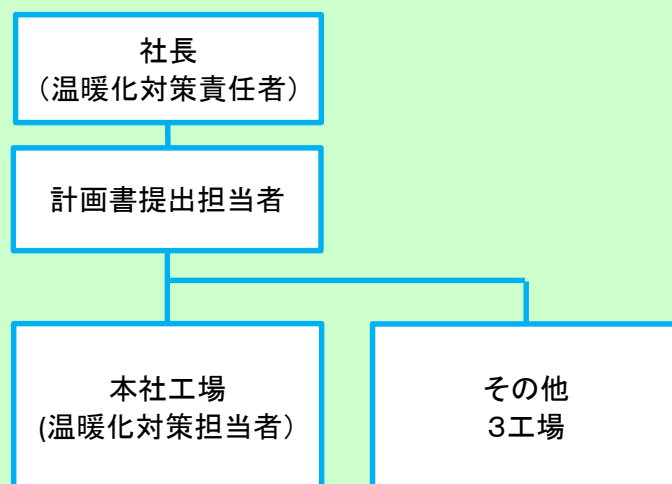 社長
（温暖化対策責任者）
計画書提出担当者
本社工場
(温暖化対策担当者）
その他
３工場